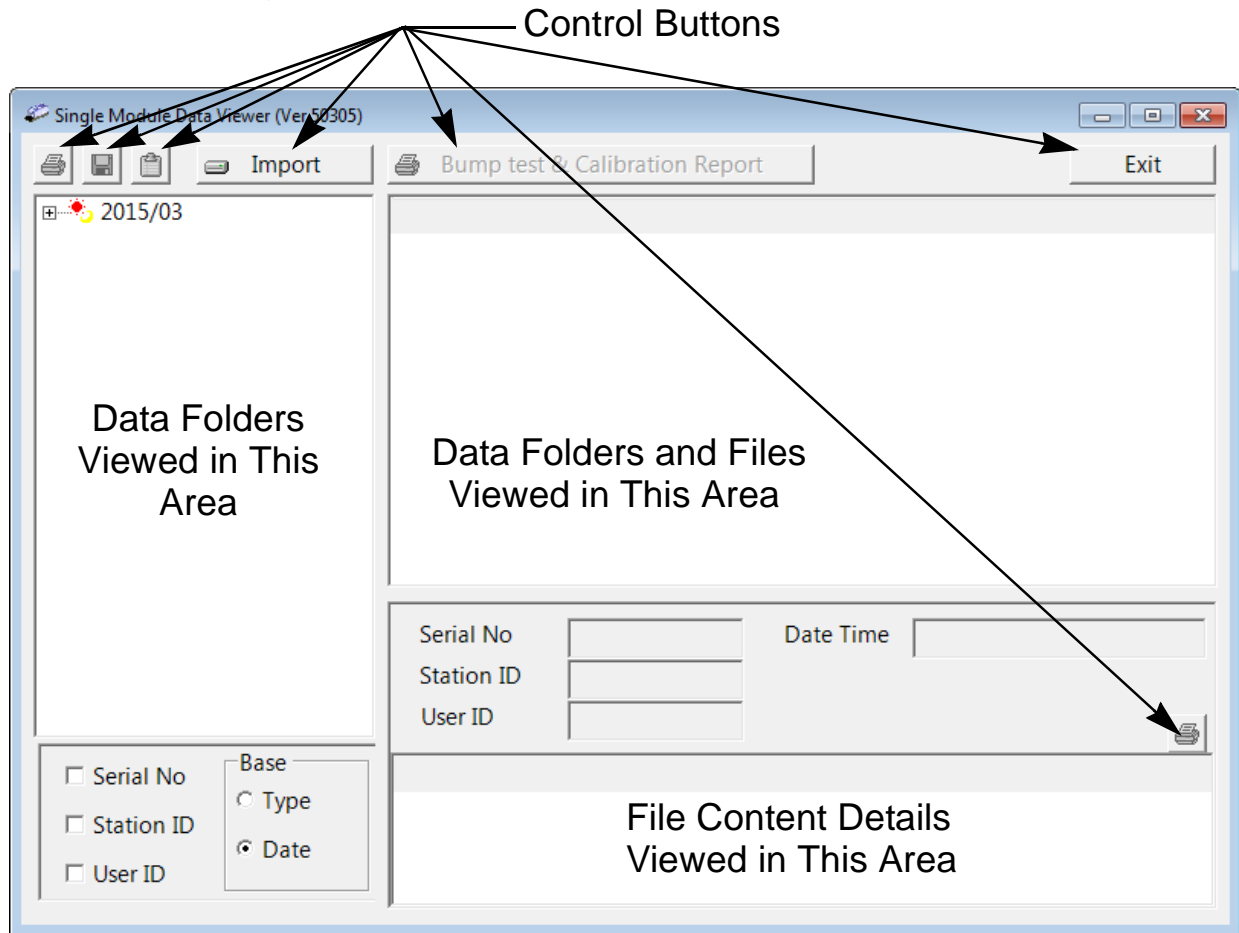 Control Buttons
Single Module Data Viewer (Ver 50305)
Import
Bump test & Calibration Report
Exit
2015/03
Data Folders
Viewed in This
Area
Data Folders and Files
Viewed in This Area
Serial No
Date Time
Station ID
User ID
Serial No
Station ID
User ID
Base
Type
Date
File Content Details
Viewed in This Area